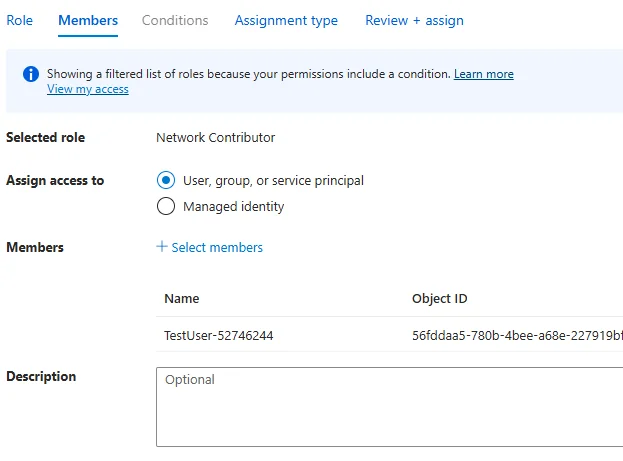 Role Members Conditions Assignment type Review + assign
Showing a filtered list of roles because your permissions include a condition. Learn more
View my access
Selected role Network Contributor
Assign access to User, group, or service principal
Managed identity
Members + Select members
Name Object ID
TestUser-52746244 56fddaa5-780b-4bee-a68e-227919bf
Description Optional